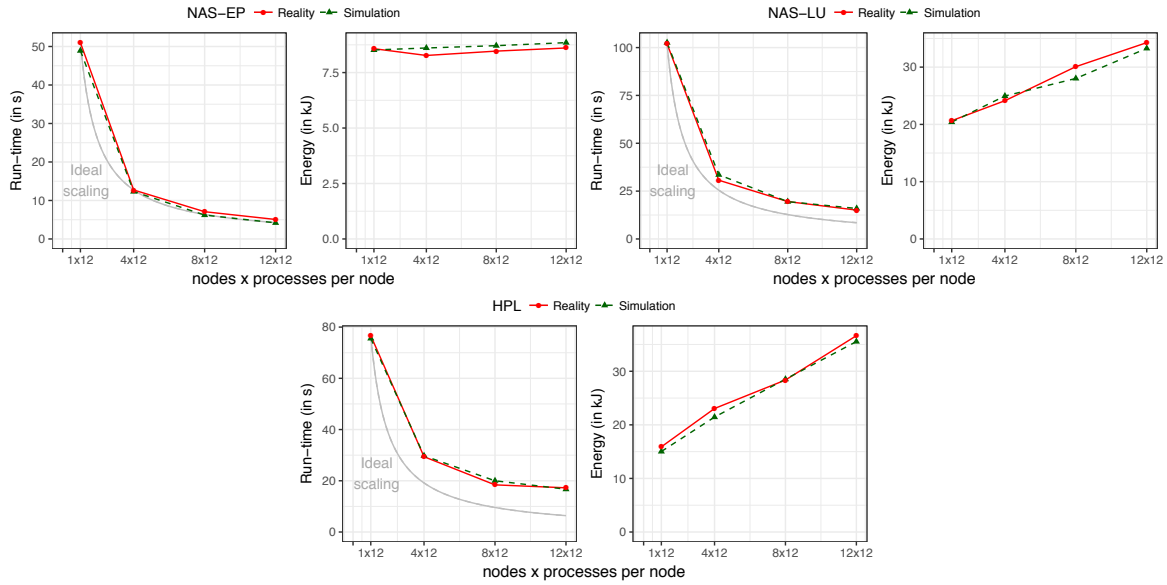 NAS−EP Reality Simulation
Run−time (in s)
50
40
30
20
10
0
Ideal
scaling
1x12 4x12 8x12 12x12
Energy (in kJ)
8.5
7.5
5.0
2.5
0.0
1x12 4x12 8x12 12x12
nodes x processes per node
NAS−LU Reality Simulation
Run−time (in s)
100
75
50
25
0
Ideal
scaling
1x12 4x12 8x12 12x12
Energy (in kJ)
30
20
10
0
1x12 4x12 8x12 12x12
nodes x processes per node
HPL Reality Simulation
Run−time (in s)
80
60
40
20
0
Ideal
scaling
1x12 4x12 8x12 12x12
Energy (in kJ)
30
20
10
0
1x12 4x12 8x12 12x12
nodes x processes per node